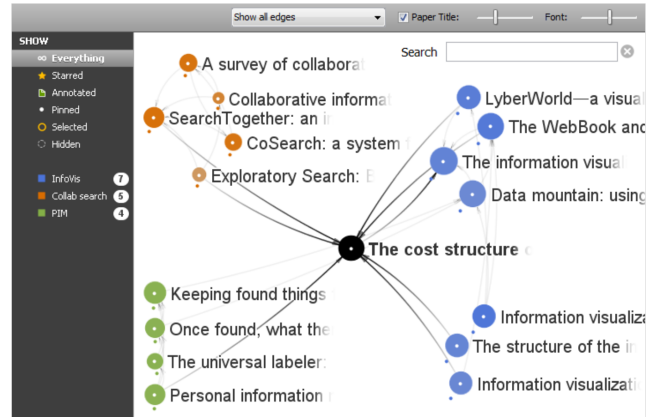 Show all edges
Paper Title:
Font:
SHOW
Everything
Starred
Annotated
Pinned
Selected
Hidden
InfoVis 7
Collab search 5
PIM 4
Search
A survey of collaborat
Collaborative informat
SearchTogether: an in
CoSearch: a system f
Exploratory Search:
LyberWorld—a visual
The WebBook and
The information visual
Data mountain: using
The cost structure o
Keeping found things
Once found, what the
The universal labeler:
Personal information
Information visualiza
The structure of the in
Information visualizati